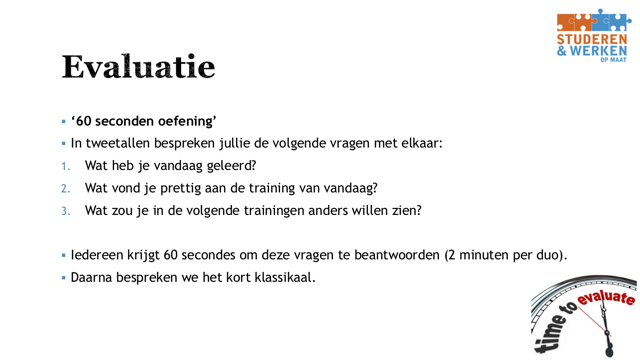 STUDEREN
& WERKEN
OP MAAT
Evaluatie
▪ ‘60 seconden oefening’
▪ In tweetallen bespreken jullie de volgende vragen met elkaar:
1. Wat heb je vandaag geleerd?
2. Wat vond je prettig aan de training van vandaag?
3. Wat zou je in de volgende trainingen anders willen zien?
▪ Iedereen krijgt 60 secondes om deze vragen te beantwoorden (2 minuten per duo).
▪ Daarna bespreken we het kort klassikaal.
time to evaluate